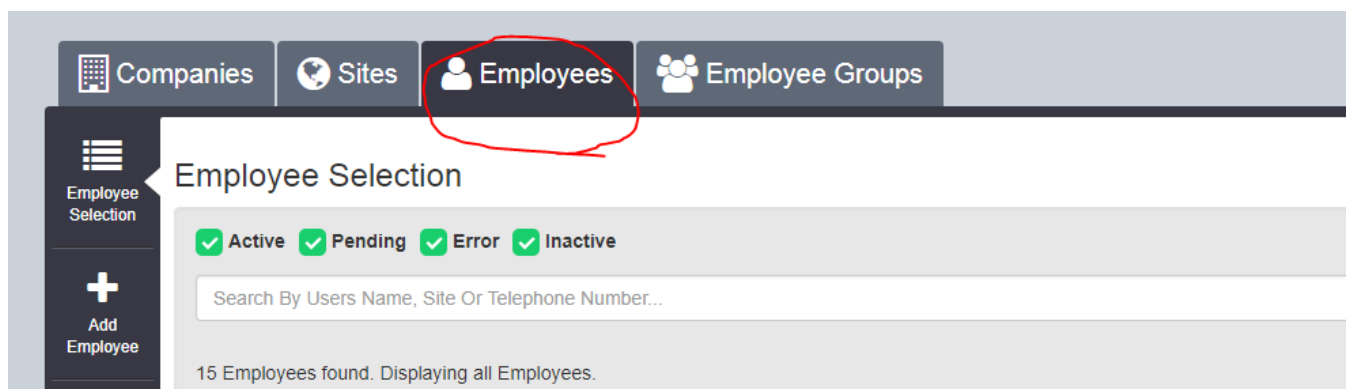 Companies Sites Employees Employee Groups
Employee
Selection
Employee Selection
Active Pending Error Inactive
Search By Users Name, Site Or Telephone Number...
Add
Employee
15 Employees found. Displaying all Employees.